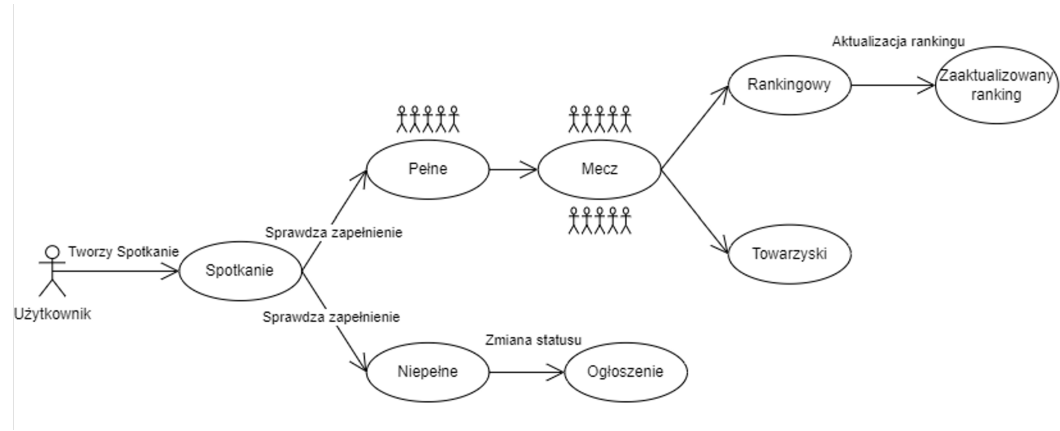 Aktualizacja rankingu
Rankingowy
Zaaktualizowany
ranking
Pełne
Mecz
Sprawdza zapełnienie
Tworzy Spotkanie
Spotkanie
Towarzyski
Użytkownik
Sprawdza zapełnienie
Zmiana statusu
Niepełne
Ogłoszenie